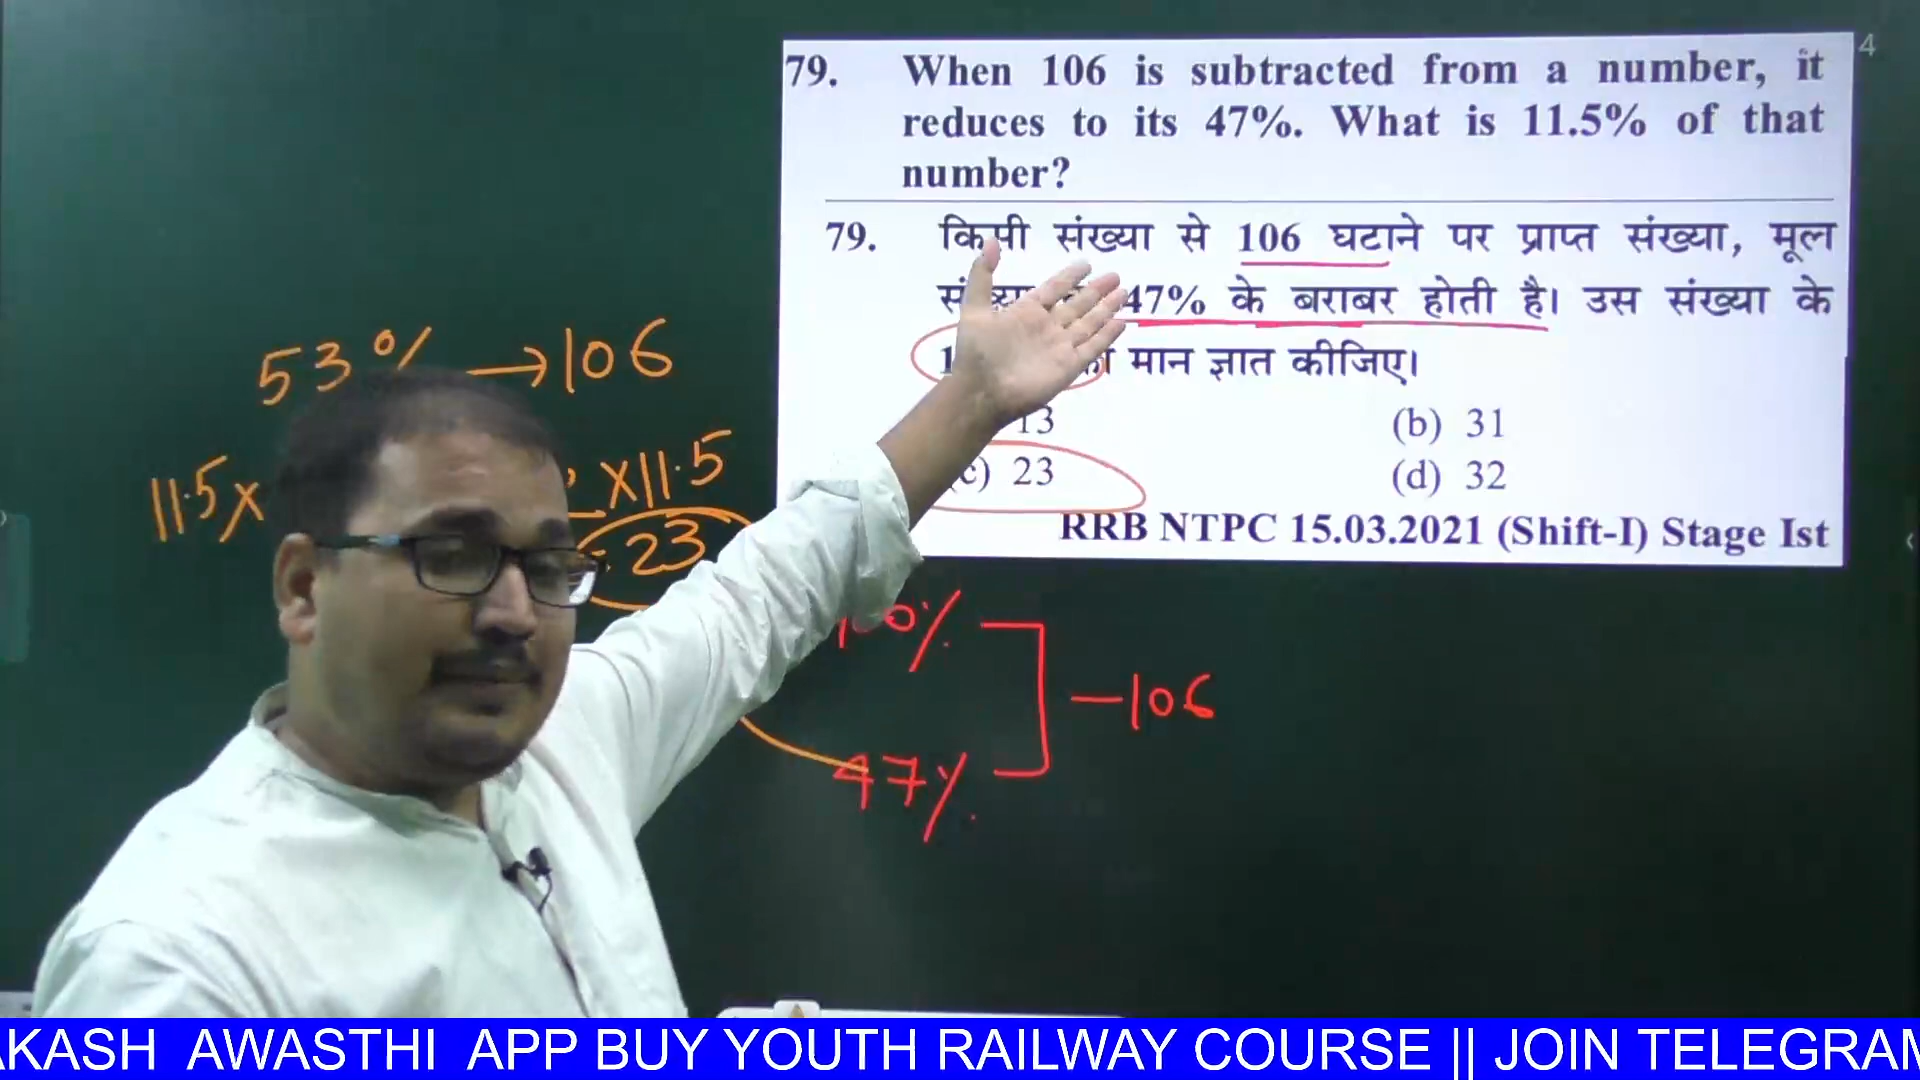 4
79. When 106 is subtracted from a number, it
reduces to its 47%. What is 11.5% of that
number?
79. किसी संख्या से 106 घटाने पर प्राप्त संख्या, मूल
47% के बराबर होती है। उस संख्या के
मान ज्ञात कीजिए।
13 (b) 31
(c) 23 (d) 32
RRB NTPC 15.03.2021 (Shift-I) Stage Ist
53% → 106
11.5x x11.5
= 23
100%
— 106
47%
AKASH AWASTHI APP BUY YOUTH RAILWAY COURSE || JOIN TELEGRAM